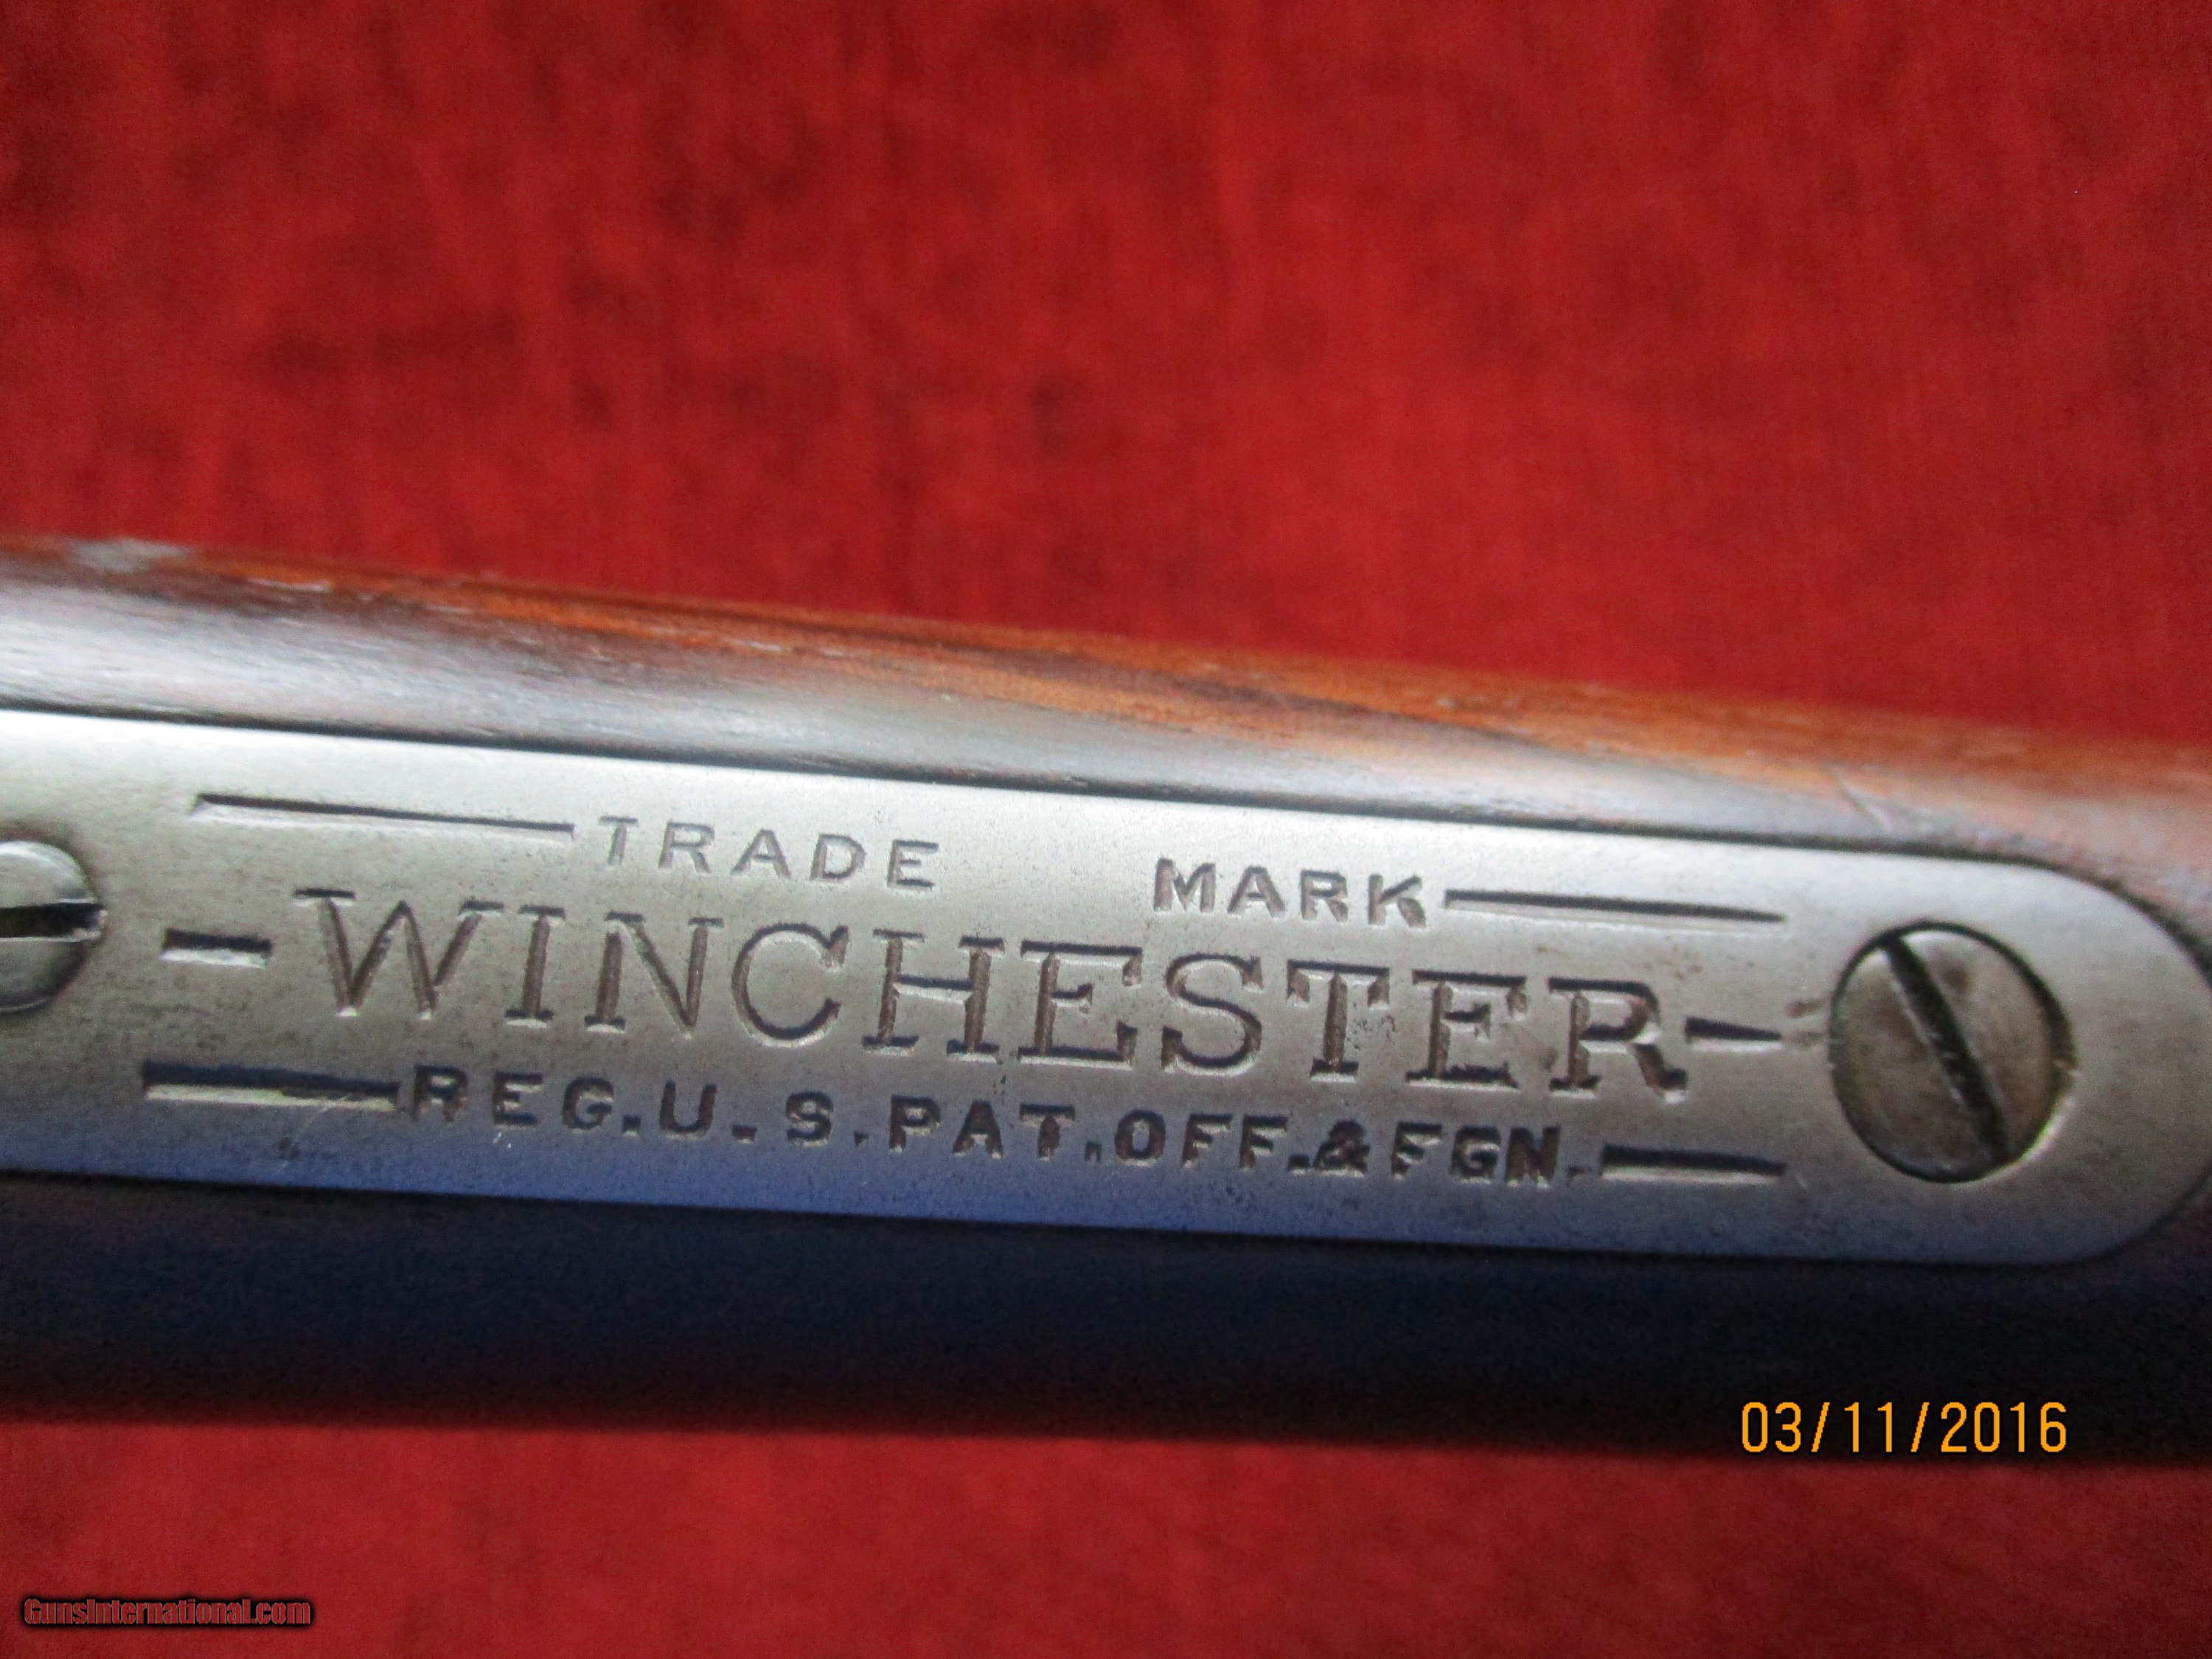 TRADE MARK
-WINCHESTER-
REG.U.S.PAT.OFF.&FGN.
03/11/2016
GunsInternational.com